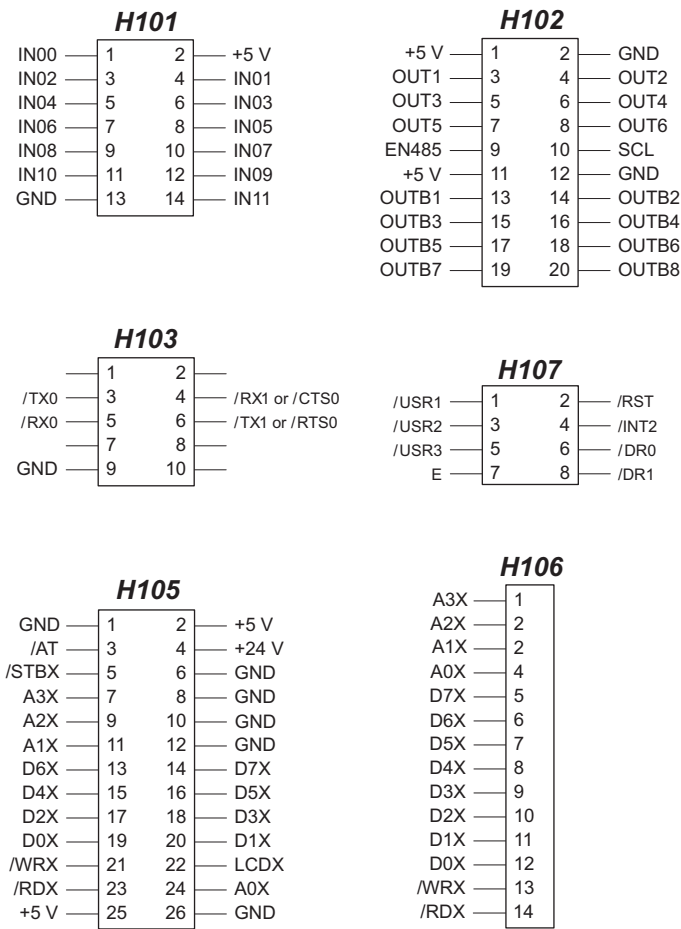 H101
IN00 1 2 +5 V
IN02 3 4 IN01
IN04 5 6 IN03
IN06 7 8 IN05
IN08 9 10 IN07
IN10 11 12 IN09
GND 13 14 IN11
H102
+5 V 1 2 GND
OUT1 3 4 OUT2
OUT3 5 6 OUT4
OUT5 7 8 OUT6
EN485 9 10 SCL
+5 V 11 12 GND
OUTB1 13 14 OUTB2
OUTB3 15 16 OUTB4
OUTB5 17 18 OUTB6
OUTB7 19 20 OUTB8
H103
1 2
/TX0 3 4 /RX1 or /CTS0
/RX0 5 6 /TX1 or /RTS0
7 8
GND 9 10
H107
/USR1 1 2 /RST
/USR2 3 4 /INT2
/USR3 5 6 /DR0
E 7 8 /DR1
H105
GND 1 2 +5 V
/AT 3 4 +24 V
/STBX 5 6 GND
A3X 7 8 GND
A2X 9 10 GND
A1X 11 12 GND
D6X 13 14 D7X
D4X 15 16 D5X
D2X 17 18 D3X
D0X 19 20 D1X
/WRX 21 22 LCDX
/RDX 23 24 A0X
+5 V 25 26 GND
H106
A3X 1
A2X 2
A1X 2
A0X 4
D7X 5
D6X 6
D5X 7
D4X 8
D3X 9
D2X 10
D1X 11
D0X 12
/WRX 13
/RDX 14